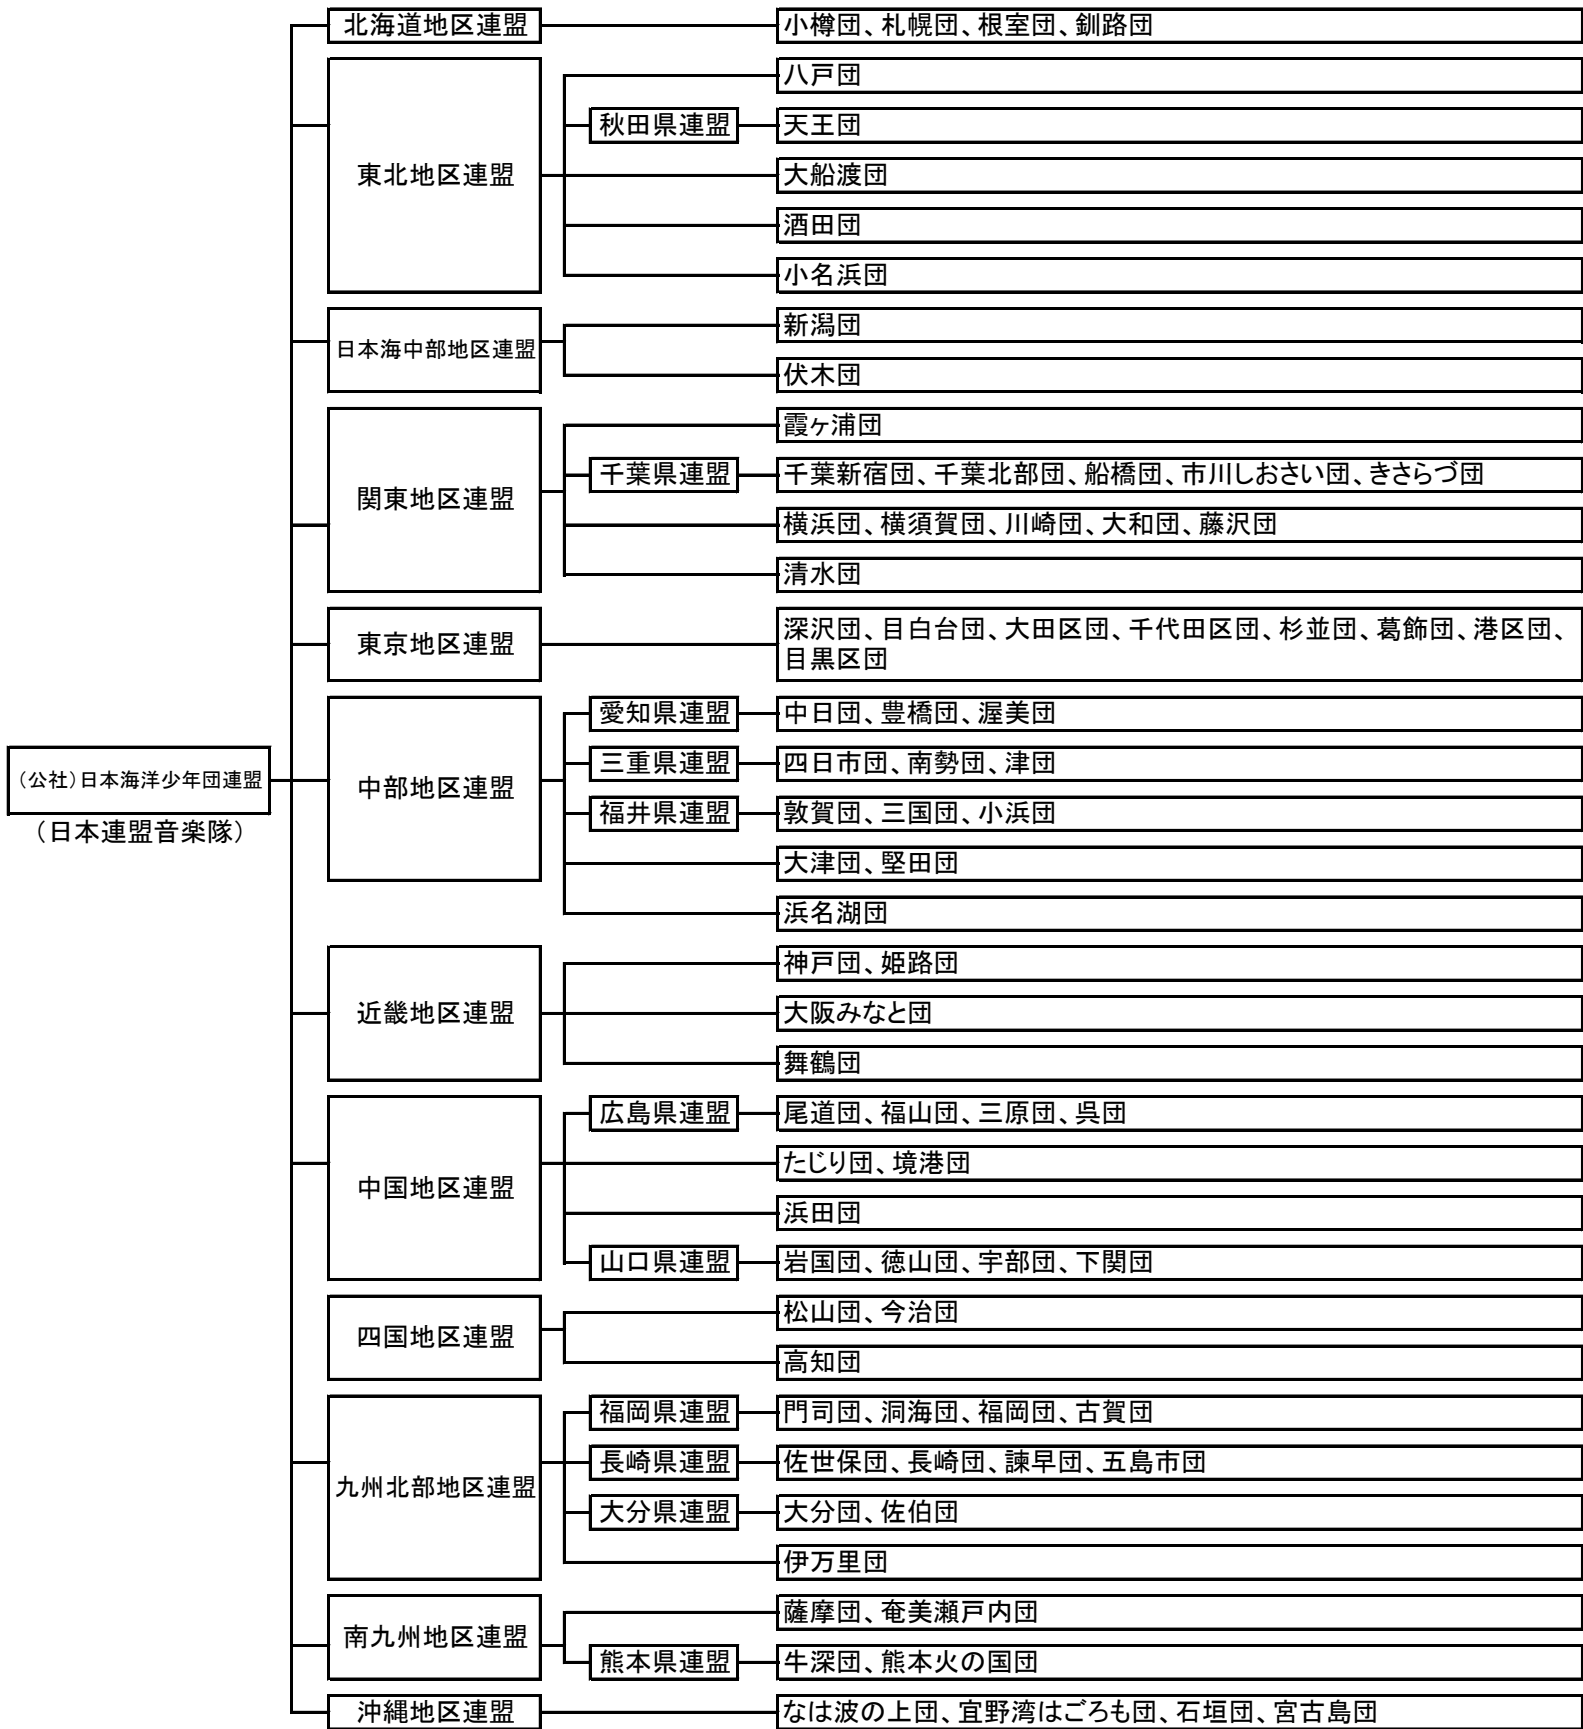 北海道地区連盟
小樽団、札幌団、根室団、釧路団
東北地区連盟
八戸団
秋田県連盟
天王団
大船渡団
酒田団
小名浜団
日本海中部地区連盟
新潟団
伏木団
関東地区連盟
霞ヶ浦団
千葉県連盟
千葉新宿団、千葉北部団、船橋団、市川しおさい団、きさらづ団
横浜団、横須賀団、川崎団、大和団、藤沢団
清水団
東京地区連盟
深沢団、目白台団、大田区団、千代田区団、杉並団、葛飾団、港区団、
目黒区団
（公社）日本海洋少年団連盟
（日本連盟音楽隊）
中部地区連盟
愛知県連盟
中日団、豊橋団、渥美団
三重県連盟
四日市団、南勢団、津団
福井県連盟
敦賀団、三国団、小浜団
大津団、堅田団
浜名湖団
近畿地区連盟
神戸団、姫路団
大阪みなと団
舞鶴団
中国地区連盟
広島県連盟
尾道団、福山団、三原団、呉団
たじり団、境港団
浜田団
山口県連盟
岩国団、徳山団、宇部団、下関団
四国地区連盟
松山団、今治団
高知団
九州北部地区連盟
福岡県連盟
門司団、洞海団、福岡団、古賀団
長崎県連盟
佐世保団、長崎団、諫早団、五島市団
大分県連盟
大分団、佐伯団
伊万里団
南九州地区連盟
薩摩団、奄美瀬戸内団
熊本県連盟
牛深団、熊本火の国団
沖縄地区連盟
なは波の上団、宜野湾はごろも団、石垣団、宮古島団